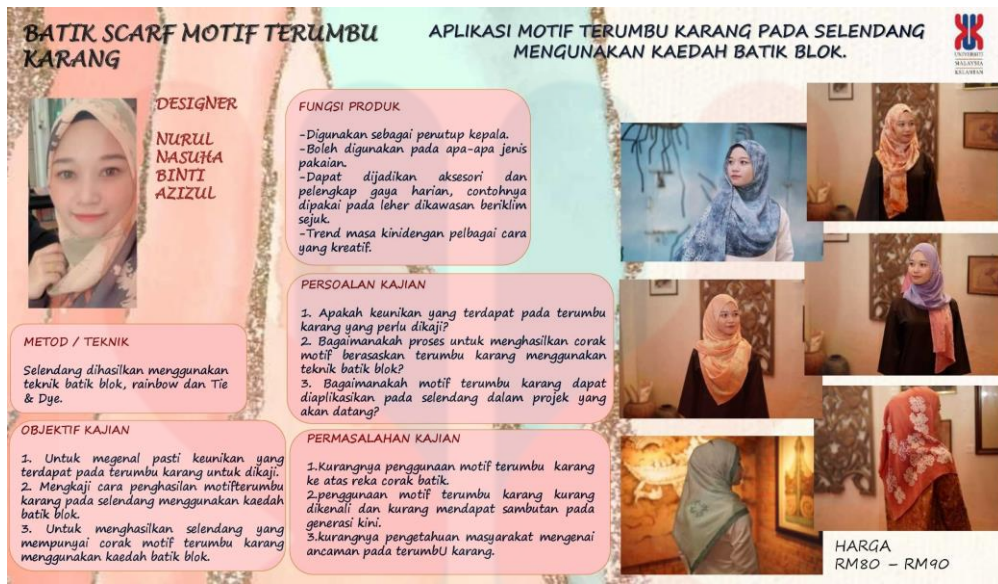 BATIK SCARF MOTIF TERUMBU
KARANG
APLIKASI MOTIF TERUMBU KARANG PADA SELENDANG
MENGUNAKAN KAEDAH BATIK BLOK.
UNIVERSITI
MALAYSIA
KELANTAN
DESIGNER
NURUL
NASUHA
BINTI
AZIZUL
METOD / TEKNIK
Selendang dihasilkan menggunakan
teknik batik blok, rainbow dan Tie
& Dye.
OBJEKTIF KAJIAN
1. Untuk megenal pasti keunikan yang
terdapat pada terumbu karang untuk dikaji.
2. Mengkaji cara penghasilan motifterumbu
karang pada selendang menggunakan kaedah
batik blok.
3. Untuk menghasilkan selendang yang
mempunyai corak motif terumbu karang
menggunakan kaedah batik blok.
FUNGSI PRODUK
-Digunakan sebagai penutup kepala.
-Boleh digunakan pada apa-apa jenis
pakaian.
-Dapat dijadikan aksesori dan
pelengkap gaya harian, contohnya
dipakai pada leher dikawasan beriklim
sejuk.
-Trend masa kinidengan pelbagai cara
yang kreatif.
PERSOALAN KAJIAN
1. Apakah keunikan yang terdapat pada terumbu
karang yang perlu dikaji?
2. Bagaimanakah proses untuk menghasilkan corak
motif berasaskan terumbu karang menggunakan
teknik batik blok?
3. Bagaimanakah motif terumbu karang dapat
diaplikasikan pada selendang dalam projek yang
akan datang?
PERMASALAHAN KAJIAN
1.Kurangnya penggunaan motif terumbu karang
ke atas reka corak batik.
2.penggunaan motif terumbu karang kurang
dikenali dan kurang mendapat sambutan pada
generasi kini.
3.kurangnya pengetahuan masyarakat mengenai
ancaman pada terumbU karang.
HARGA
RM80 – RM90